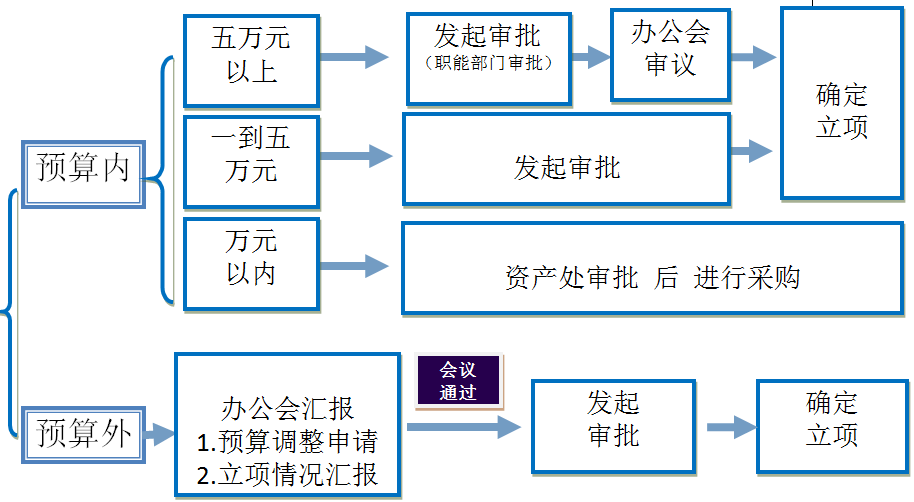 五万元
以上
发起审批
（职能部门审批）
办公会
审议
确定
立项
预算内
一到五
万元
发起审批
万元
以内
资产处审批 后 进行采购
预算外
办公会汇报
1.预算调整申请
2.立项情况汇报
会议
通过
发起
审批
确定
立项